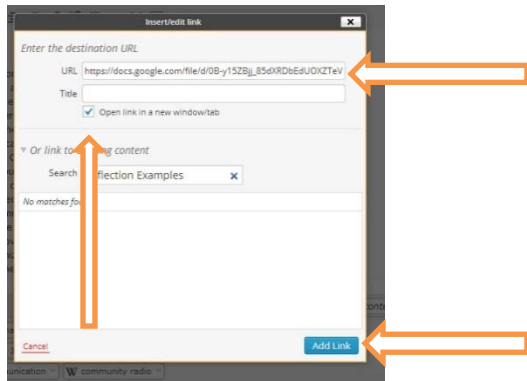 Insert/edit link
Enter the destination URL
URL https://docs.google.com/file/d/0B-y15ZBjj_85dXRDbEdUOXZTeV
Title
Open link in a new window/tab
Or link to content
Search flection Examples x
No matches fo
Cancel Add Link
community radio